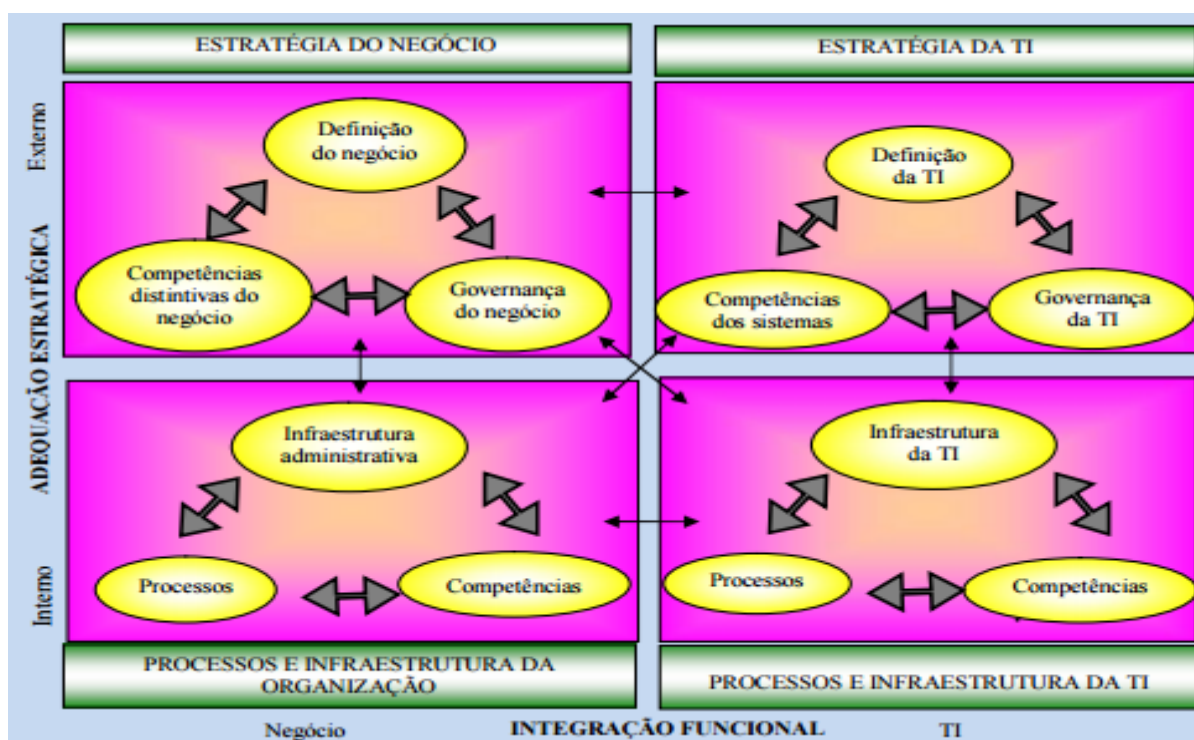 ESTRATÉGIA DO NEGÓCIO
ESTRATÉGIA DA TI
Externo
ADEQUAÇÃO ESTRATÉGICA
Interno
Definição
do negócio
Competências
distintivas do
negócio
Governança
do negócio
Definição
da TI
Competências
dos sistemas
Governança
da TI
Infraestrutura
administrativa
Processos
Competências
Infraestrutura
da TI
Processos
Competências
PROCESSOS E INFRAESTRUTURA DA
ORGANIZAÇÃO
PROCESSOS E INFRAESTRUTURA DA TI
Negócio
INTEGRAÇÃO FUNCIONAL
TI